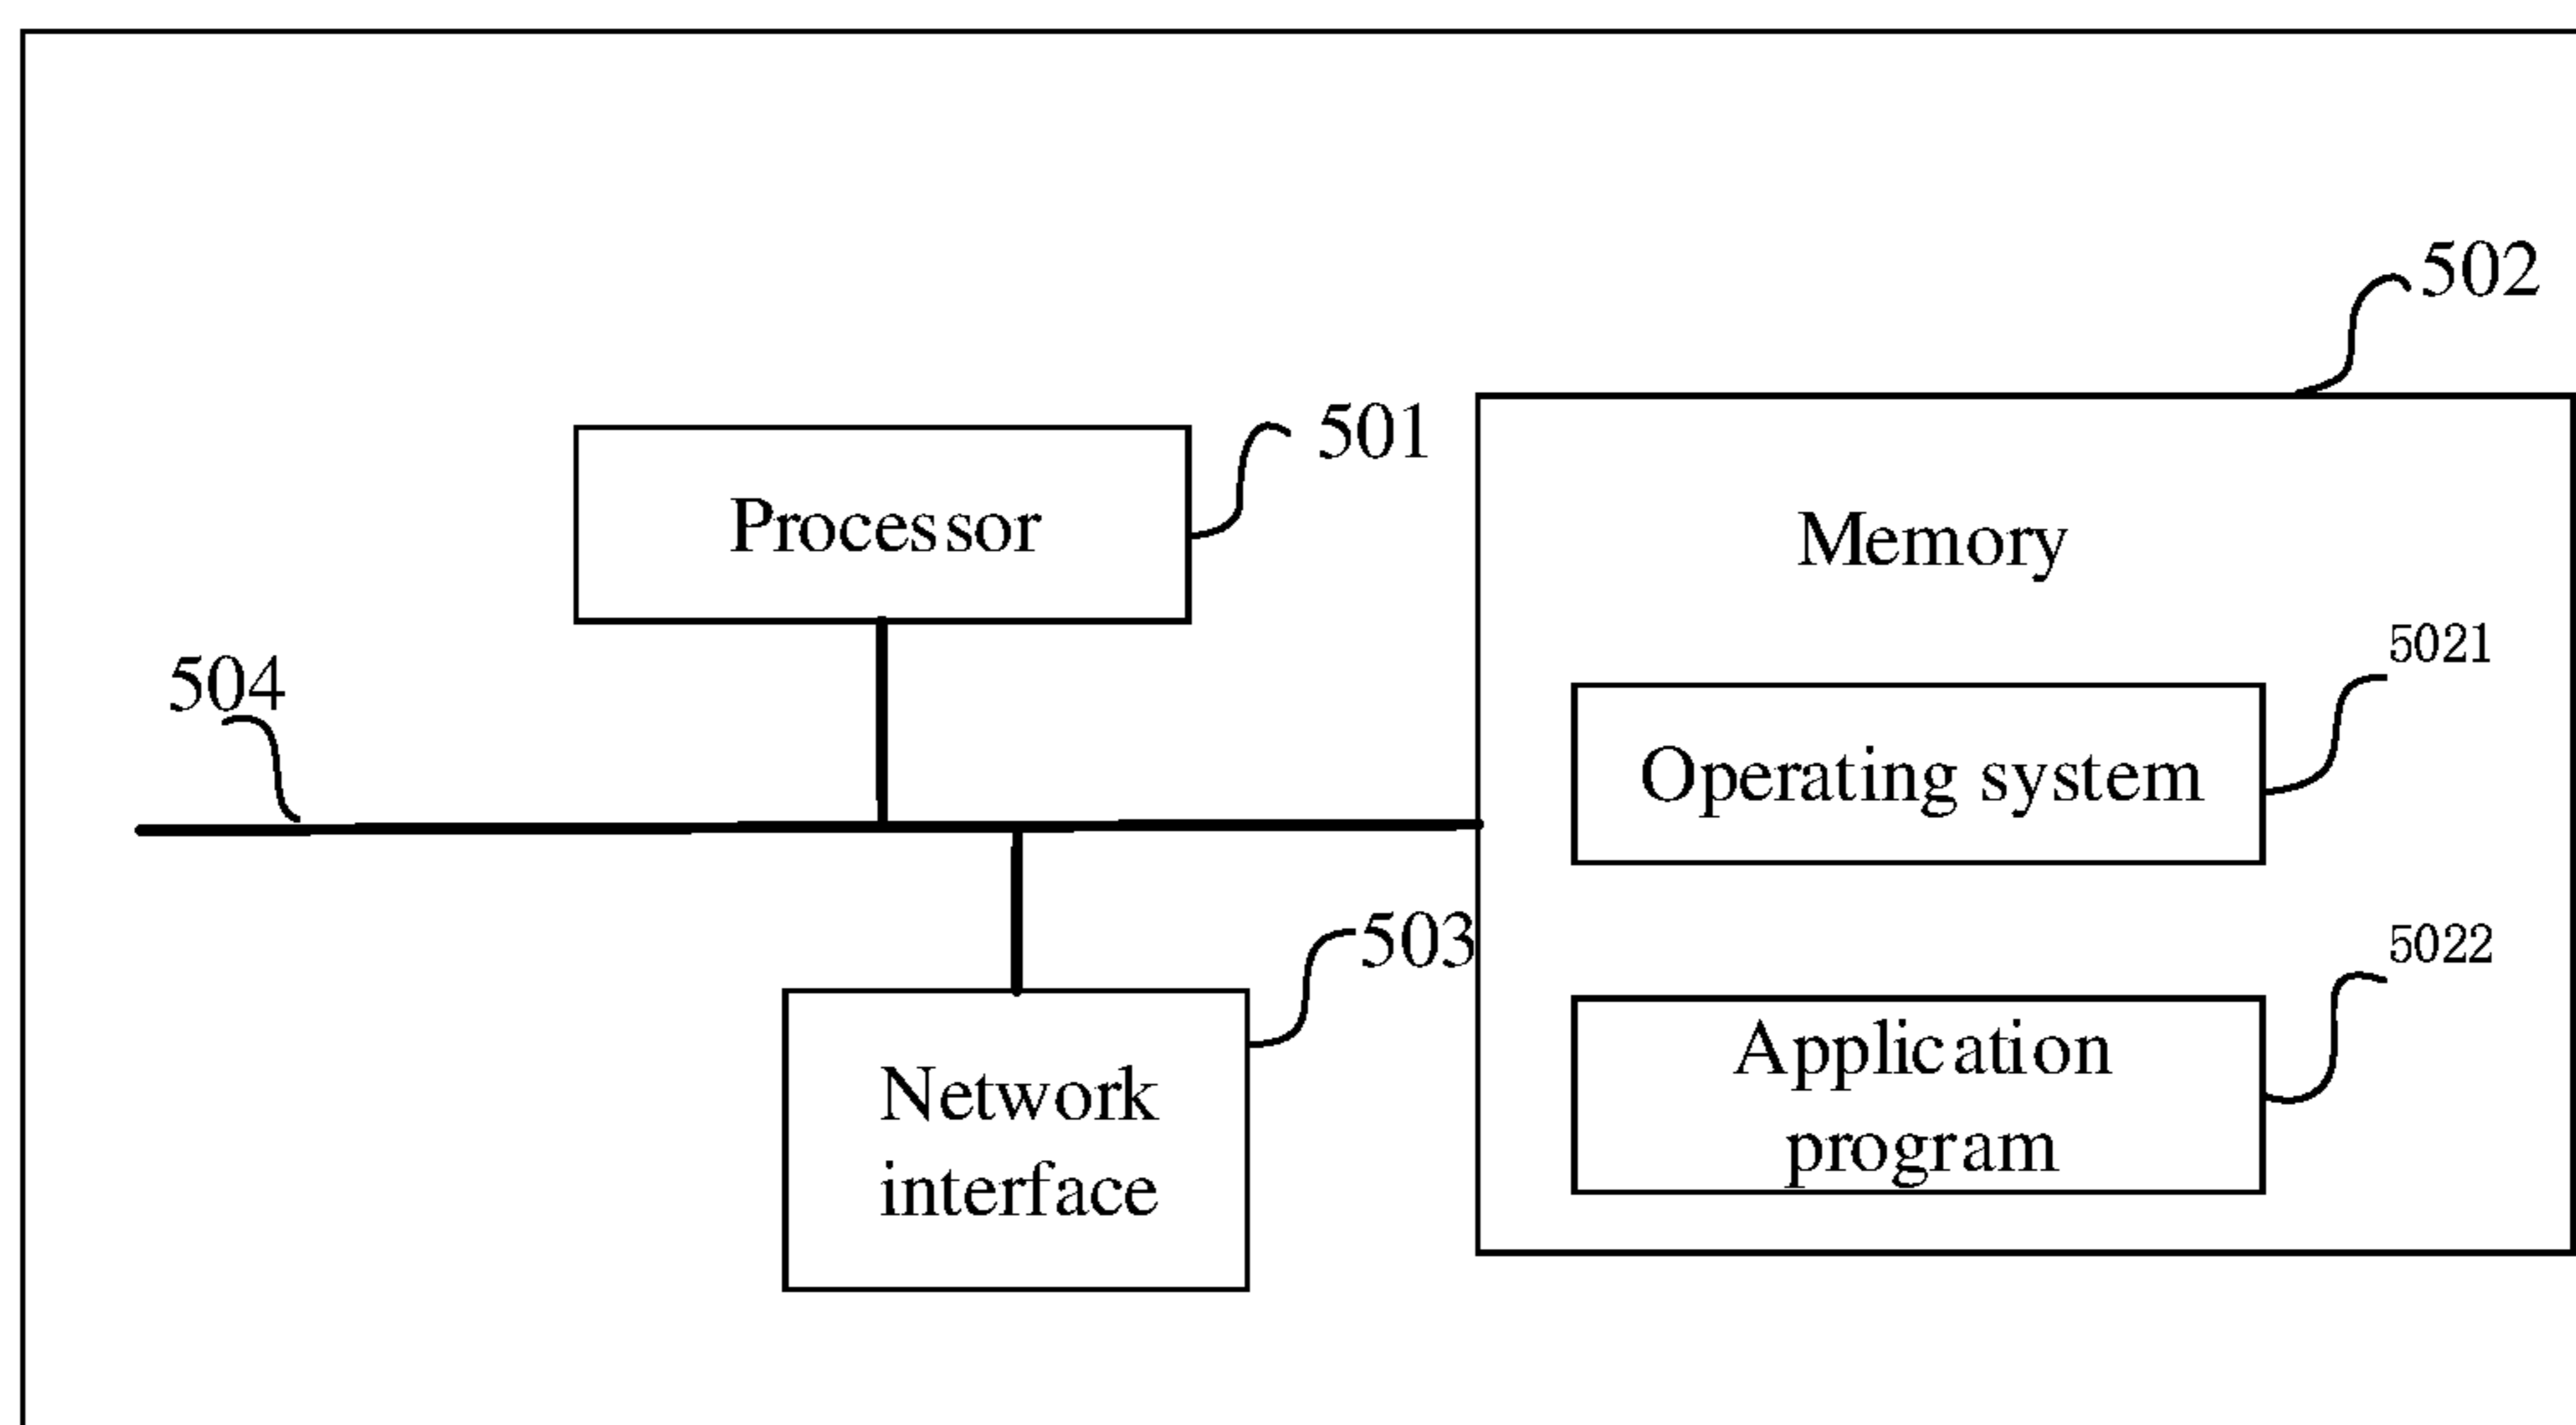 502
501
Processor
Memory
5021
504
Operating system
503
5022
Application
program
Network
interface